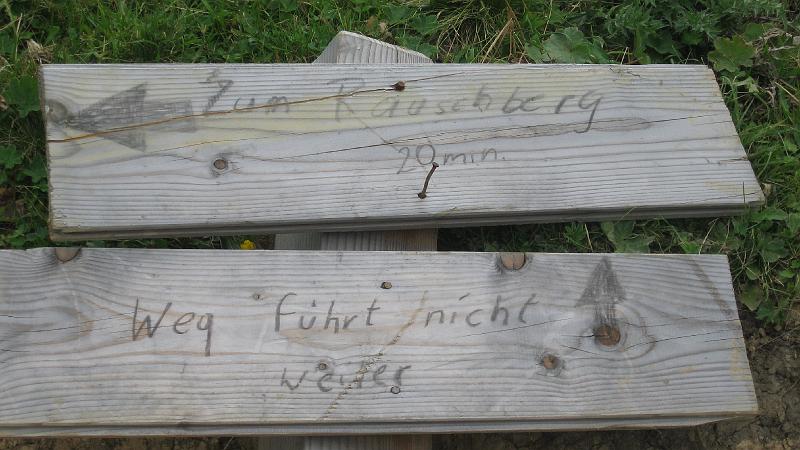 Zum Rauschberg
20 min.
Weg führt nicht
weiter